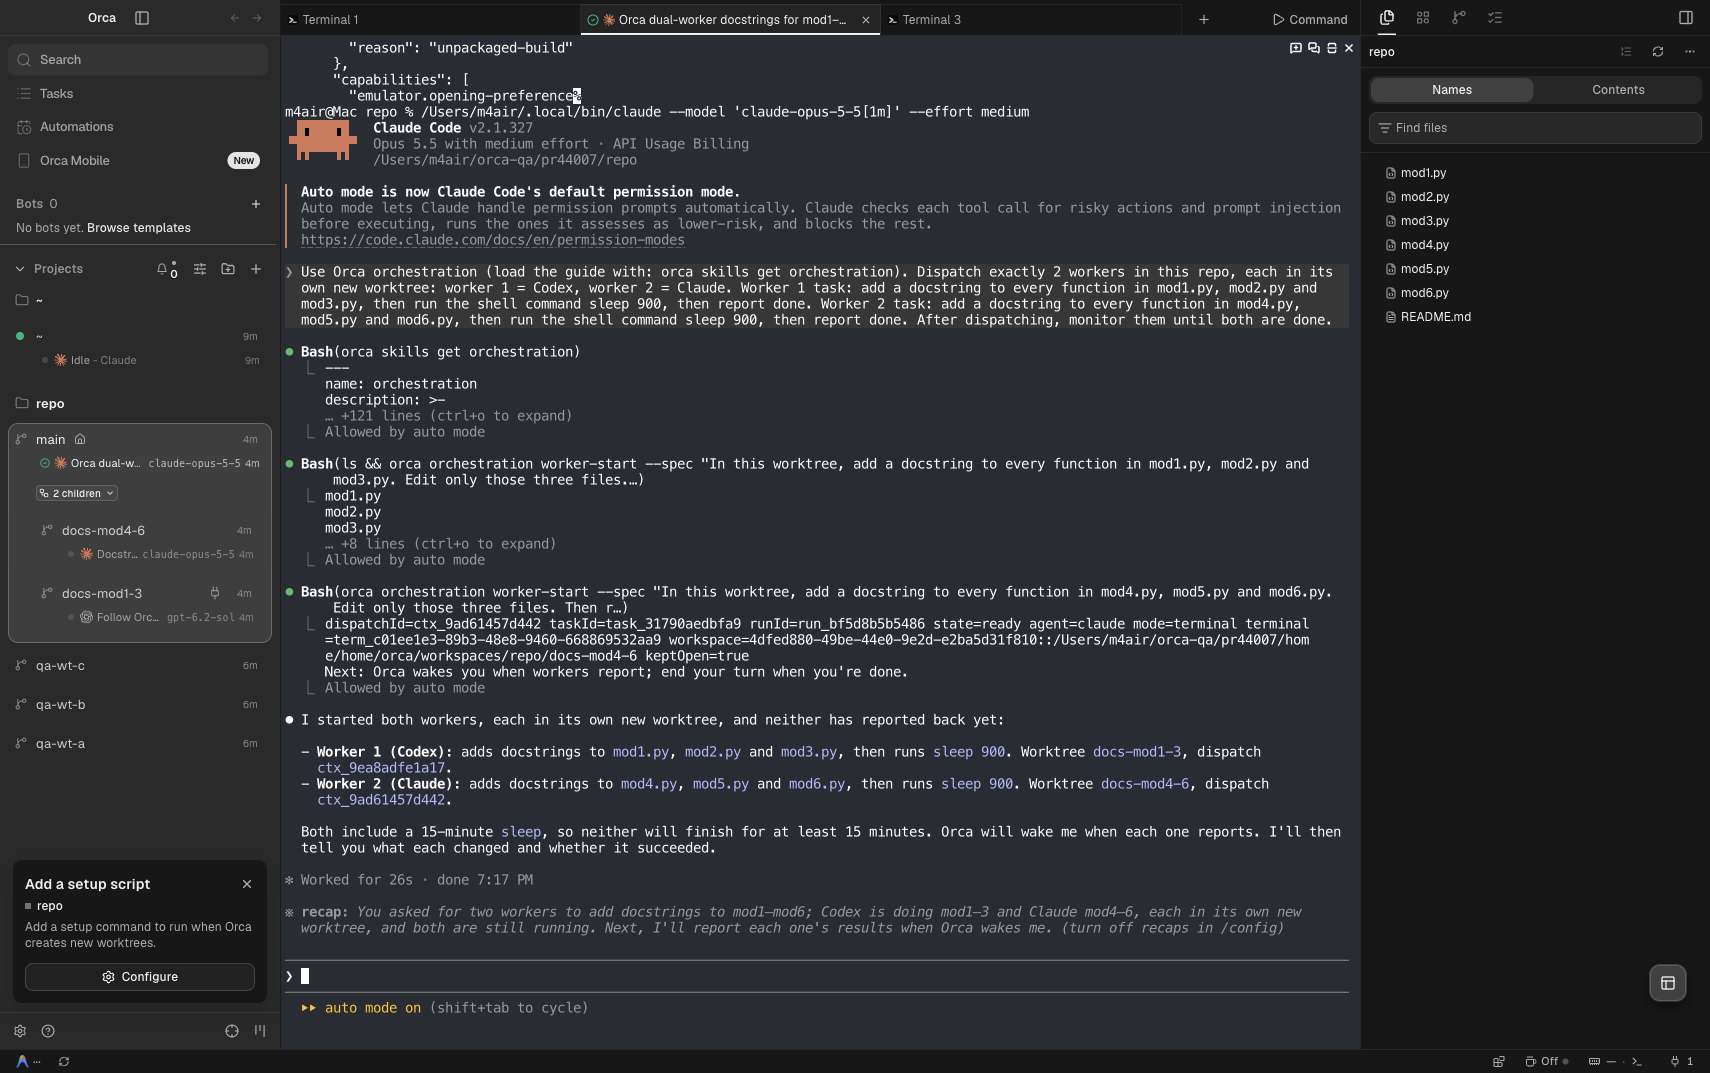 Orca
Search
Tasks
Automations
Orca Mobile
New
Bots 0
No bots yet. Browse templates
Projects
0
~
~
9m
Idle - Claude
9m
repo
main
4m
Orca dual-w... claude-opus-5-5 4m
2 children
docs-mod4-6
4m
Docstr... claude-opus-5-5 4m
docs-mod1-3
4m
Follow Orc... gpt-6.2-sol 4m
qa-wt-c
6m
qa-wt-b
6m
qa-wt-a
6m
Add a setup script
repo
Add a setup command to run when Orca
creates new worktrees.
Configure
Terminal 1
Orca dual-worker docstrings for mod1–...
Terminal 3
Command
"reason": "unpackaged-build"
},
"capabilities": [
"emulator.opening-preference%
m4air@Mac repo % /Users/m4air/.local/bin/claude --model 'claude-opus-5-5[1m]' --effort medium
Claude Code v2.1.327
Opus 5.5 with medium effort · API Usage Billing
/Users/m4air/orca-qa/pr44007/repo
Auto mode is now Claude Code's default permission mode.
Auto mode lets Claude handle permission prompts automatically. Claude checks each tool call for risky actions and prompt injection
before executing, runs the ones it assesses as lower-risk, and blocks the rest.
https://code.claude.com/docs/en/permission-modes
❯ Use Orca orchestration (load the guide with: orca skills get orchestration). Dispatch exactly 2 workers in this repo, each in its
own new worktree: worker 1 = Codex, worker 2 = Claude. Worker 1 task: add a docstring to every function in mod1.py, mod2.py and
mod3.py, then run the shell command sleep 900, then report done. Worker 2 task: add a docstring to every function in mod4.py,
mod5.py and mod6.py, then run the shell command sleep 900, then report done. After dispatching, monitor them until both are done.
Bash(orca skills get orchestration)
---
name: orchestration
description: >-
… +121 lines (ctrl+o to expand)
Allowed by auto mode
Bash(ls && orca orchestration worker-start --spec "In this worktree, add a docstring to every function in mod1.py, mod2.py and
mod3.py. Edit only those three files.…)
mod1.py
mod2.py
mod3.py
… +8 lines (ctrl+o to expand)
Allowed by auto mode
Bash(orca orchestration worker-start --spec "In this worktree, add a docstring to every function in mod4.py, mod5.py and mod6.py.
Edit only those three files. Then r…)
dispatchId=ctx_9ad61457d442 taskId=task_31790aedbfa9 runId=run_bf5d8b5b5486 state=ready agent=claude mode=terminal terminal
=term_c01ee1e3-89b3-48e8-9460-668869532aa9 workspace=4dfed880-49be-44e0-9e2d-e2ba5d31f810::/Users/m4air/orca-qa/pr44007/hom
e/home/orca/workspaces/repo/docs-mod4-6 keptOpen=true
Next: Orca wakes you when workers report; end your turn when you're done.
Allowed by auto mode
I started both workers, each in its own new worktree, and neither has reported back yet:
- Worker 1 (Codex): adds docstrings to mod1.py, mod2.py and mod3.py, then runs sleep 900. Worktree docs-mod1-3, dispatch
ctx_9ea8adfe1a17.
- Worker 2 (Claude): adds docstrings to mod4.py, mod5.py and mod6.py, then runs sleep 900. Worktree docs-mod4-6, dispatch
ctx_9ad61457d442.
Both include a 15-minute sleep, so neither will finish for at least 15 minutes. Orca will wake me when each one reports. I'll then
tell you what each changed and whether it succeeded.
✻ Worked for 26s · done 7:17 PM
※ recap: You asked for two workers to add docstrings to mod1–mod6; Codex is doing mod1–3 and Claude mod4–6, each in its own new
worktree, and both are still running. Next, I'll report each one's results when Orca wakes me. (turn off recaps in /config)
❯
auto mode on (shift+tab to cycle)
repo
Names
Contents
Find files
mod1.py
mod2.py
mod3.py
mod4.py
mod5.py
mod6.py
README.md
Off
1